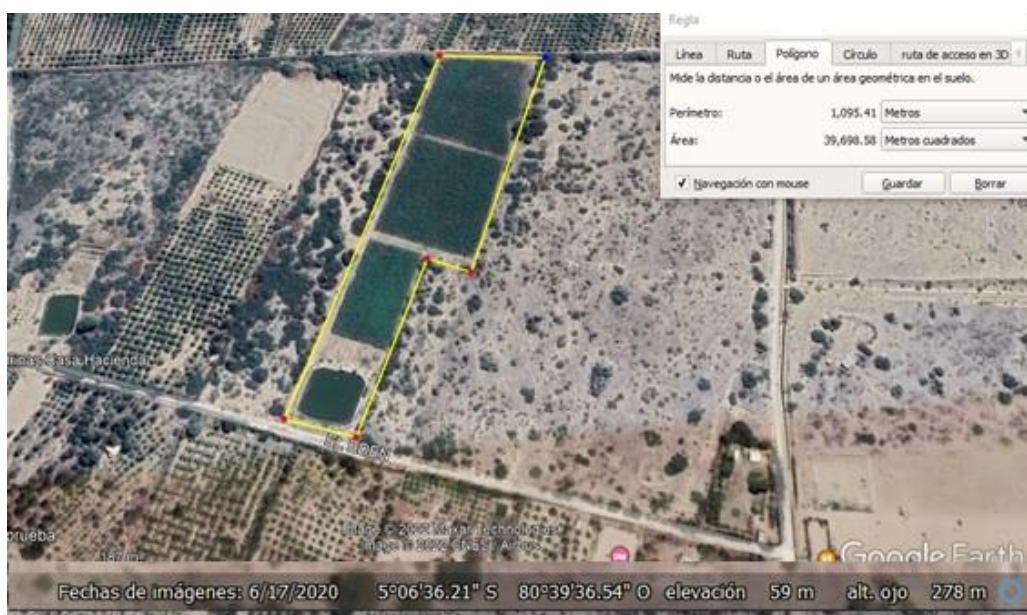 Regla
Línea Ruta Polígono Círculo ruta de acceso en 3D
Mide la distancia o el área de un área geométrica en el suelo.
Perímetro: 1,095.41 Metros
Área: 39,698.58 Metros cuadrados
Navegación con mouse Guardar Borrar
Casa Hacienda
prueba
Google Earth
Fechas de imágenes: 6/17/2020 5°06'36.21" S 80°39'36.54" O elevación 59 m alt. ojo 278 m